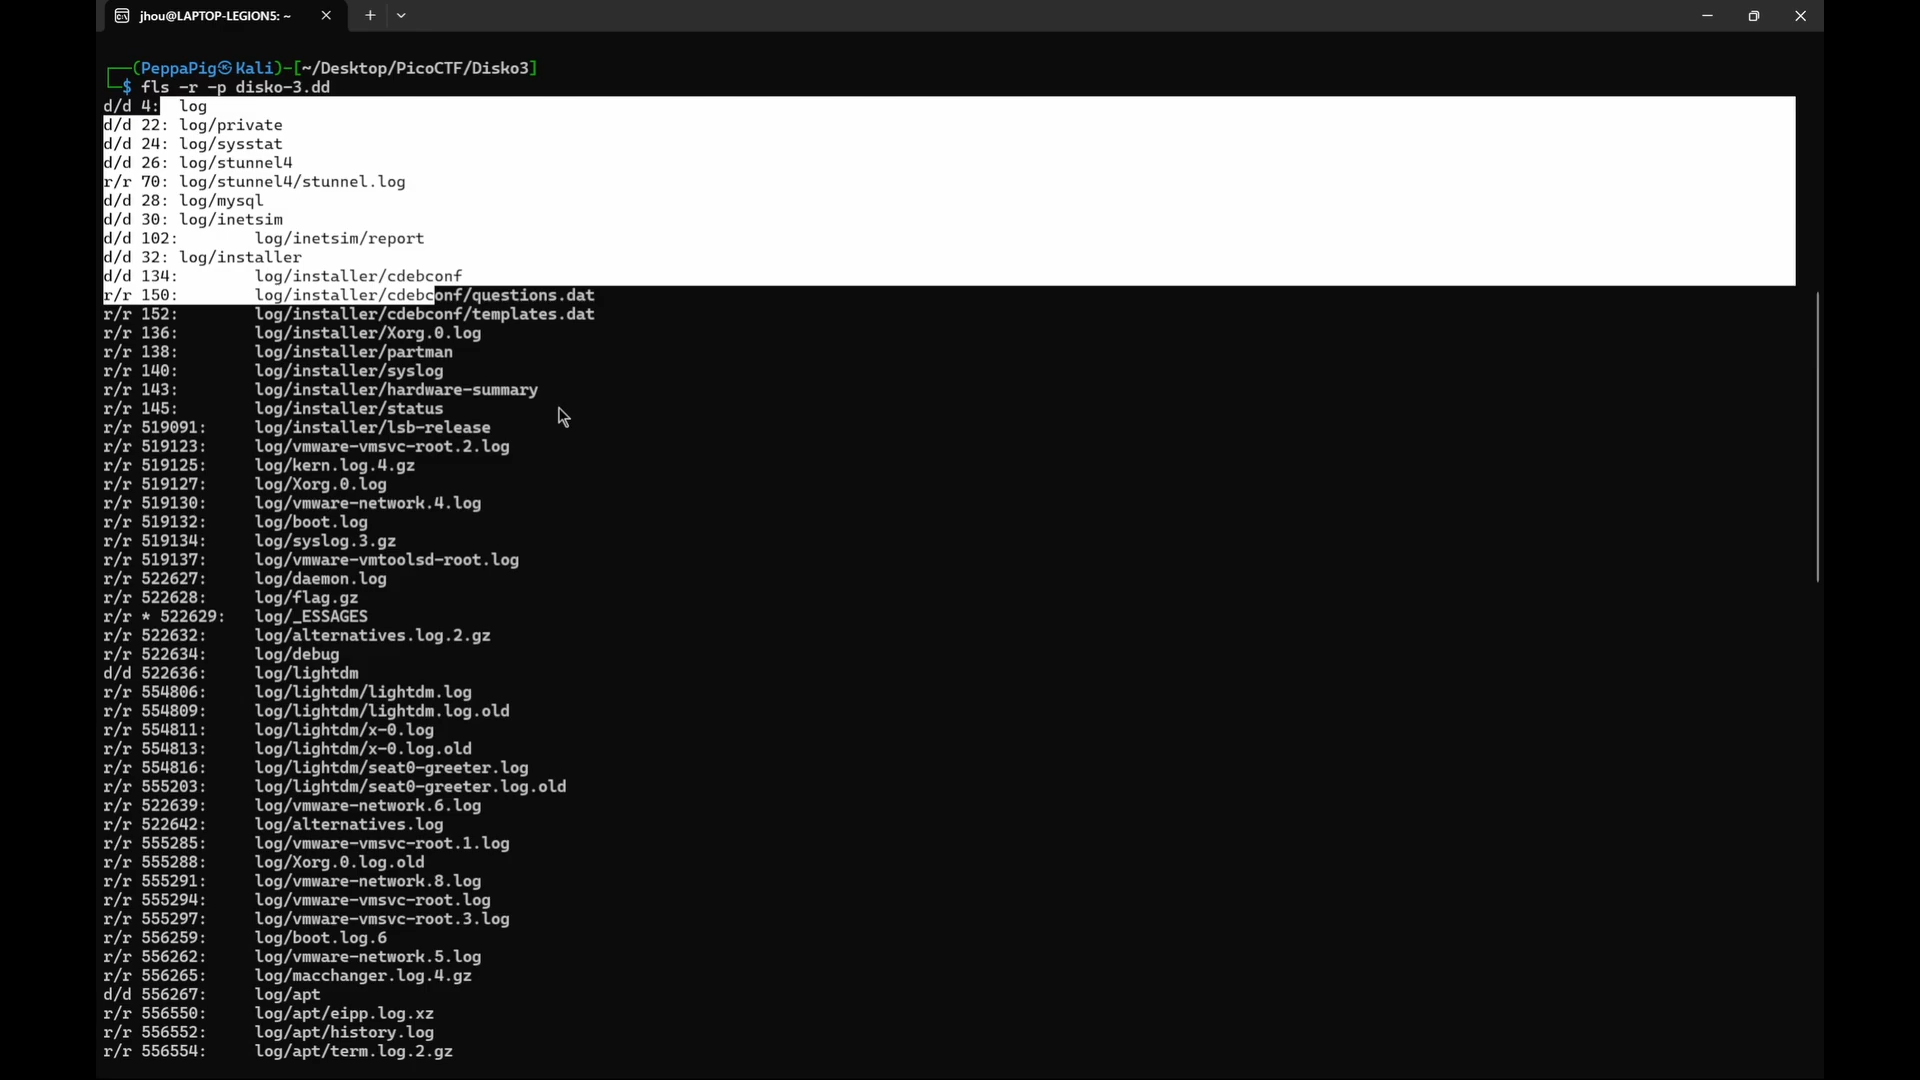 jhou@LAPTOP-LEGION5: ~
(PeppaPig㉿Kali)-[~/Desktop/PicoCTF/Disko3]
$ fls -r -p disko-3.dd
d/d 4: log
d/d 22: log/private
d/d 24: log/sysstat
d/d 26: log/stunnel4
r/r 70: log/stunnel4/stunnel.log
d/d 28: log/mysql
d/d 30: log/inetsim
d/d 102: log/inetsim/report
d/d 32: log/installer
d/d 134: log/installer/cdebconf
r/r 150: log/installer/cdebconf/questions.dat
r/r 152: log/installer/cdebconf/templates.dat
r/r 136: log/installer/Xorg.0.log
r/r 138: log/installer/partman
r/r 140: log/installer/syslog
r/r 143: log/installer/hardware-summary
r/r 145: log/installer/status
r/r 519091: log/installer/lsb-release
r/r 519123: log/vmware-vmsvc-root.2.log
r/r 519125: log/kern.log.4.gz
r/r 519127: log/Xorg.0.log
r/r 519130: log/vmware-network.4.log
r/r 519132: log/boot.log
r/r 519134: log/syslog.3.gz
r/r 519137: log/vmware-vmtoolsd-root.log
r/r 522627: log/daemon.log
r/r 522628: log/flag.gz
r/r * 522629: log/_ESSAGES
r/r 522632: log/alternatives.log.2.gz
r/r 522634: log/debug
d/d 522636: log/lightdm
r/r 554806: log/lightdm/lightdm.log
r/r 554809: log/lightdm/lightdm.log.old
r/r 554811: log/lightdm/x-0.log
r/r 554813: log/lightdm/x-0.log.old
r/r 554816: log/lightdm/seat0-greeter.log
r/r 555203: log/lightdm/seat0-greeter.log.old
r/r 522639: log/vmware-network.6.log
r/r 522642: log/alternatives.log
r/r 555285: log/vmware-vmsvc-root.1.log
r/r 555288: log/Xorg.0.log.old
r/r 555291: log/vmware-network.8.log
r/r 555294: log/vmware-vmsvc-root.log
r/r 555297: log/vmware-vmsvc-root.3.log
r/r 556259: log/boot.log.6
r/r 556262: log/vmware-network.5.log
r/r 556265: log/macchanger.log.4.gz
d/d 556267: log/apt
r/r 556550: log/apt/eipp.log.xz
r/r 556552: log/apt/history.log
r/r 556554: log/apt/term.log.2.gz